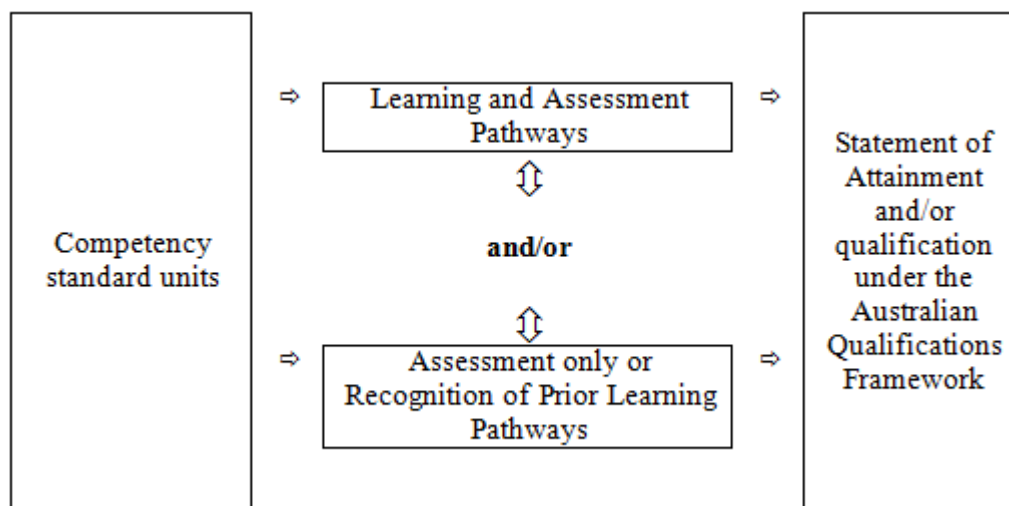 Competency
standard units
Learning and Assessment
Pathways
and/or
Assessment only or
Recognition of Prior Learning
Pathways
Statement of
Attainment
and/or
qualification
under the
Australian
Qualifications
Framework